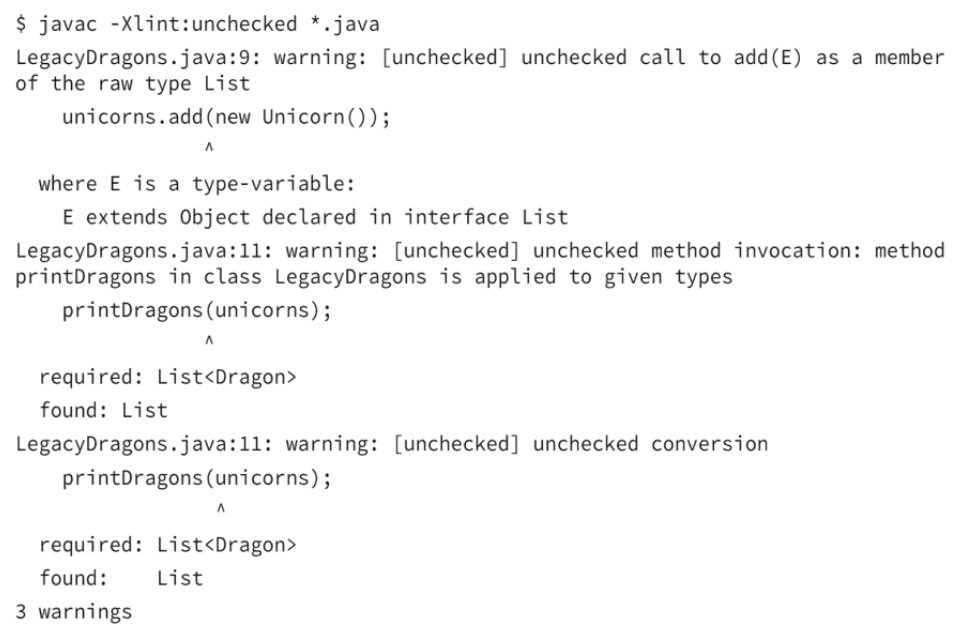 $ javac -Xlint:unchecked *.java
LegacyDragons.java:9: warning: [unchecked] unchecked call to add(E) as a member
of the raw type List
    unicorns.add(new Unicorn());
                ^
  where E is a type-variable:
    E extends Object declared in interface List
LegacyDragons.java:11: warning: [unchecked] unchecked method invocation: method
printDragons in class LegacyDragons is applied to given types
    printDragons(unicorns);
                ^
  required: List<Dragon>
  found: List
LegacyDragons.java:11: warning: [unchecked] unchecked conversion
    printDragons(unicorns);
                 ^
  required: List<Dragon>
  found:    List
3 warnings